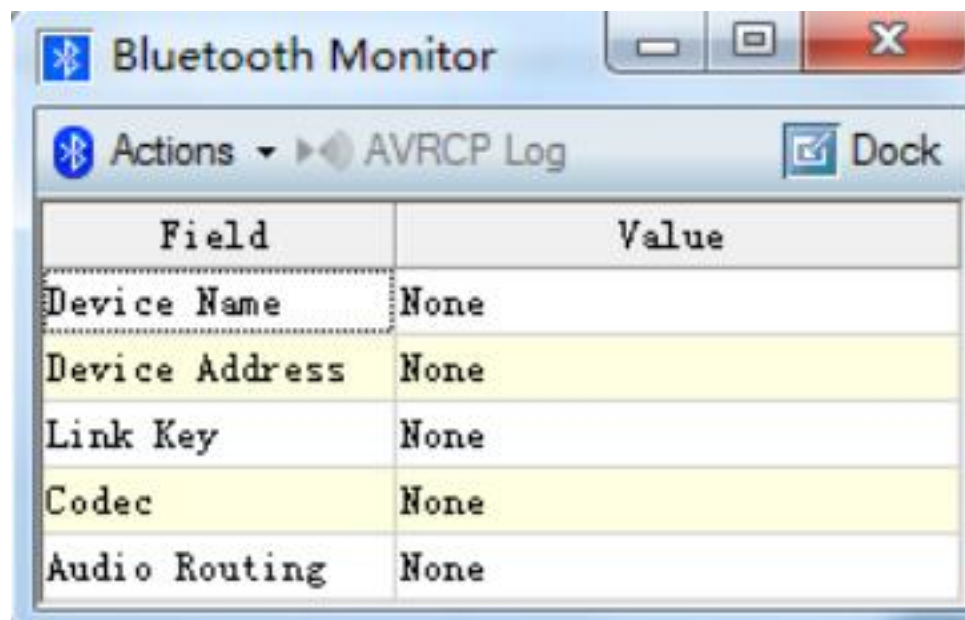 Bluetooth Monitor
Actions AVRCP Log Dock
Field Value
Device Name None
Device Address None
Link Key None
Codec None
Audio Routing None